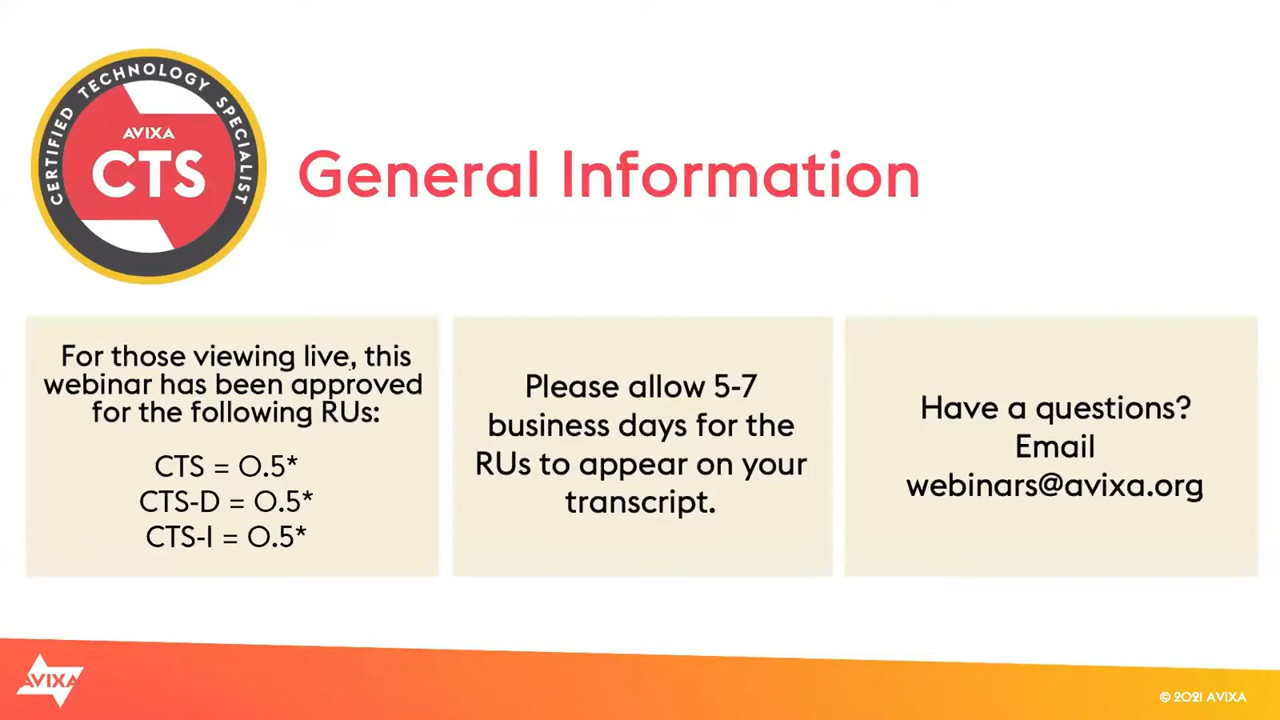 CERTIFIED TECHNOLOGY SPECIALIST
AVIXA
CTS
General Information
For those viewing live, this
webinar has been approved
for the following RUs:
CTS = 0.5*
CTS-D = 0.5*
CTS-I = 0.5*
Please allow 5-7
business days for the
RUs to appear on your
transcript.
Have a questions?
Email
webinars@avixa.org
AVIXA
© 2021 AVIXA